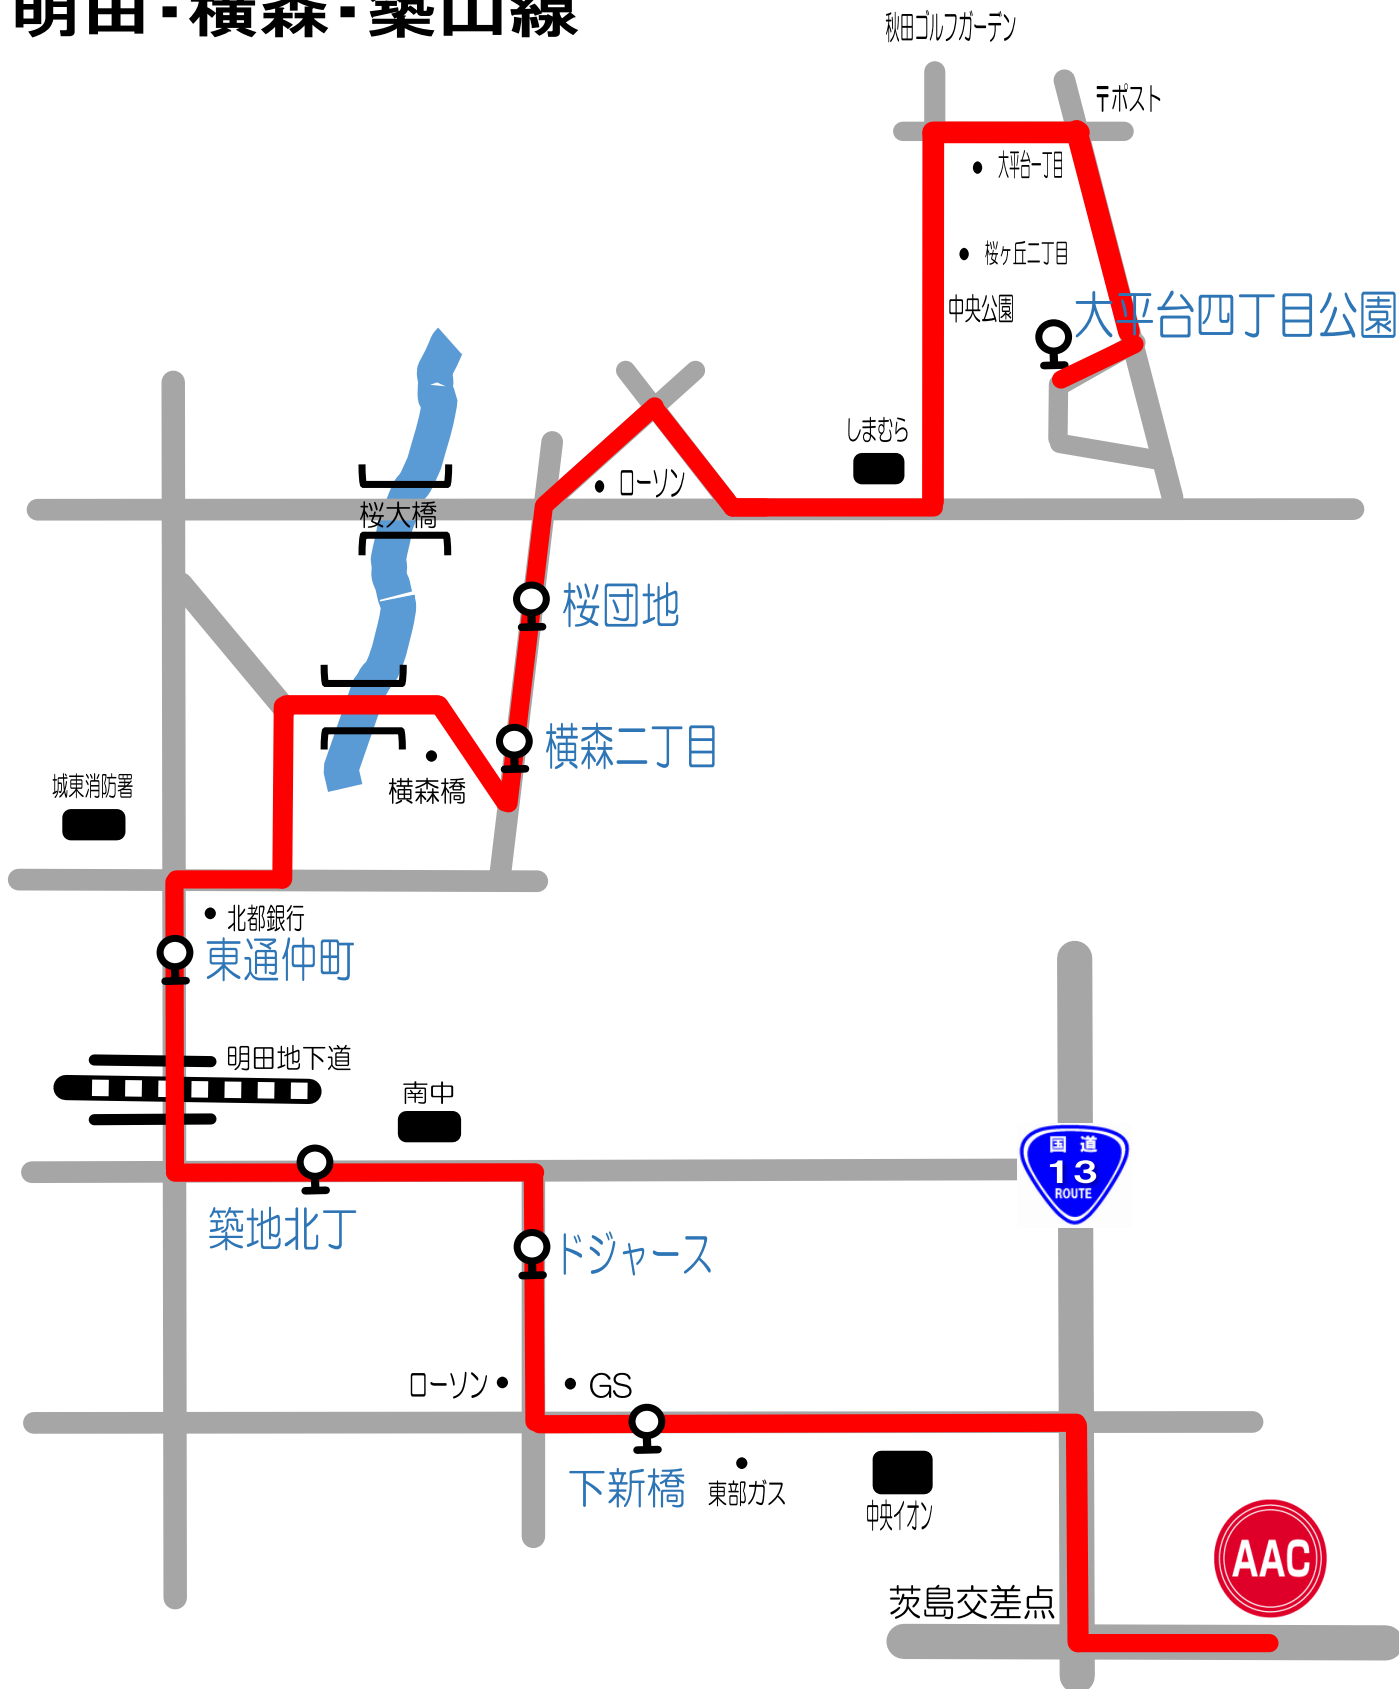 明田・横森・築山線
秋田ゴルフガーデン
〒ポスト
大平台一丁目
桜ヶ丘二丁目
中央公園
大平台四丁目公園
しまむら
ローソン
桜大橋
桜団地
横森二丁目
城東消防署
横森橋
北都銀行
東通仲町
明田地下道
南中
国道
13
ROUTE
築地北丁
ドジャース
ローソン
GS
下新橋
東部ガス
中央イオン
AAC
茨島交差点